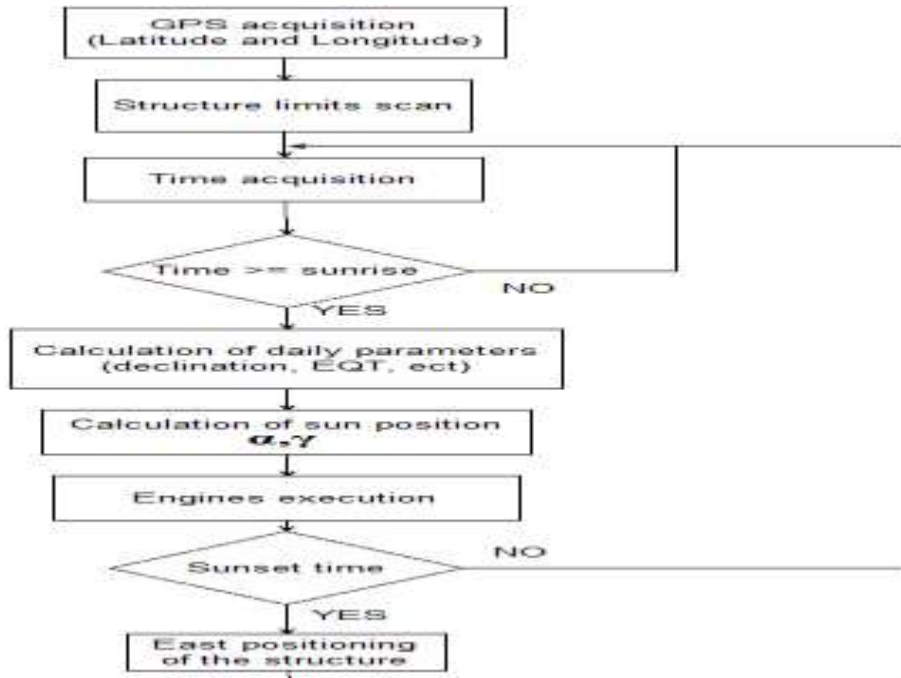 GPS acquisition
(Latitude and Longitude)
Structure limits scan
Time acquisition
Time >= sunrise
NO
YES
Calculation of daily parameters
(declination, EQT, ect)
Calculation of sun position
α,γ
Engines execution
NO
Sunset time
YES
East positioning
of the structure